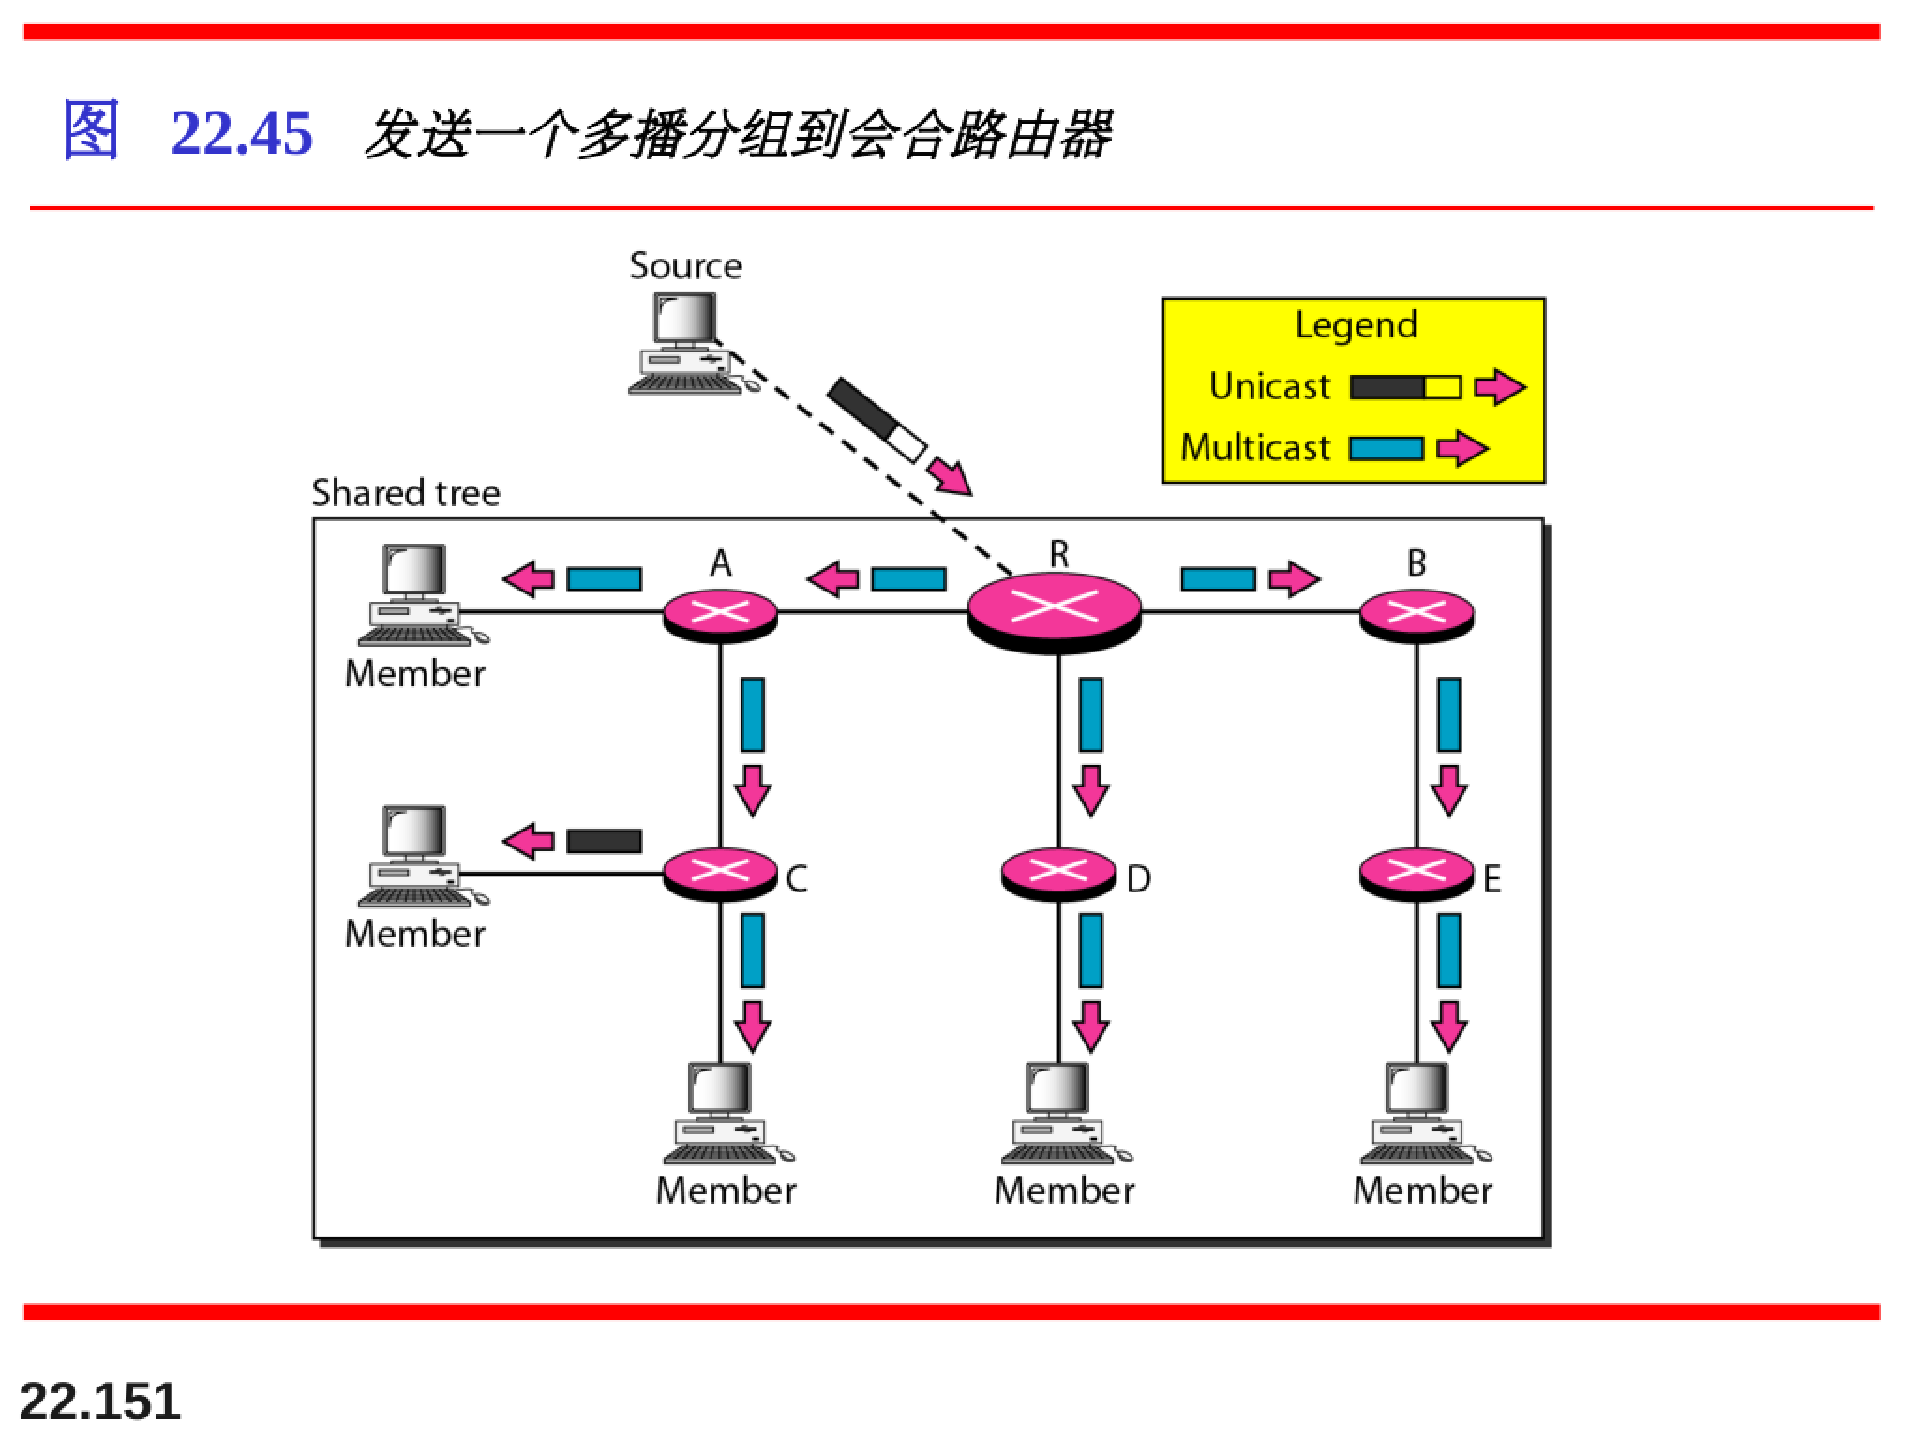 图 22.45 发送一个多播分组到会合路由器
Source
Legend
Unicast
Multicast
Shared tree
A
R
B
Member
C
D
E
Member
Member
Member
Member
22.151